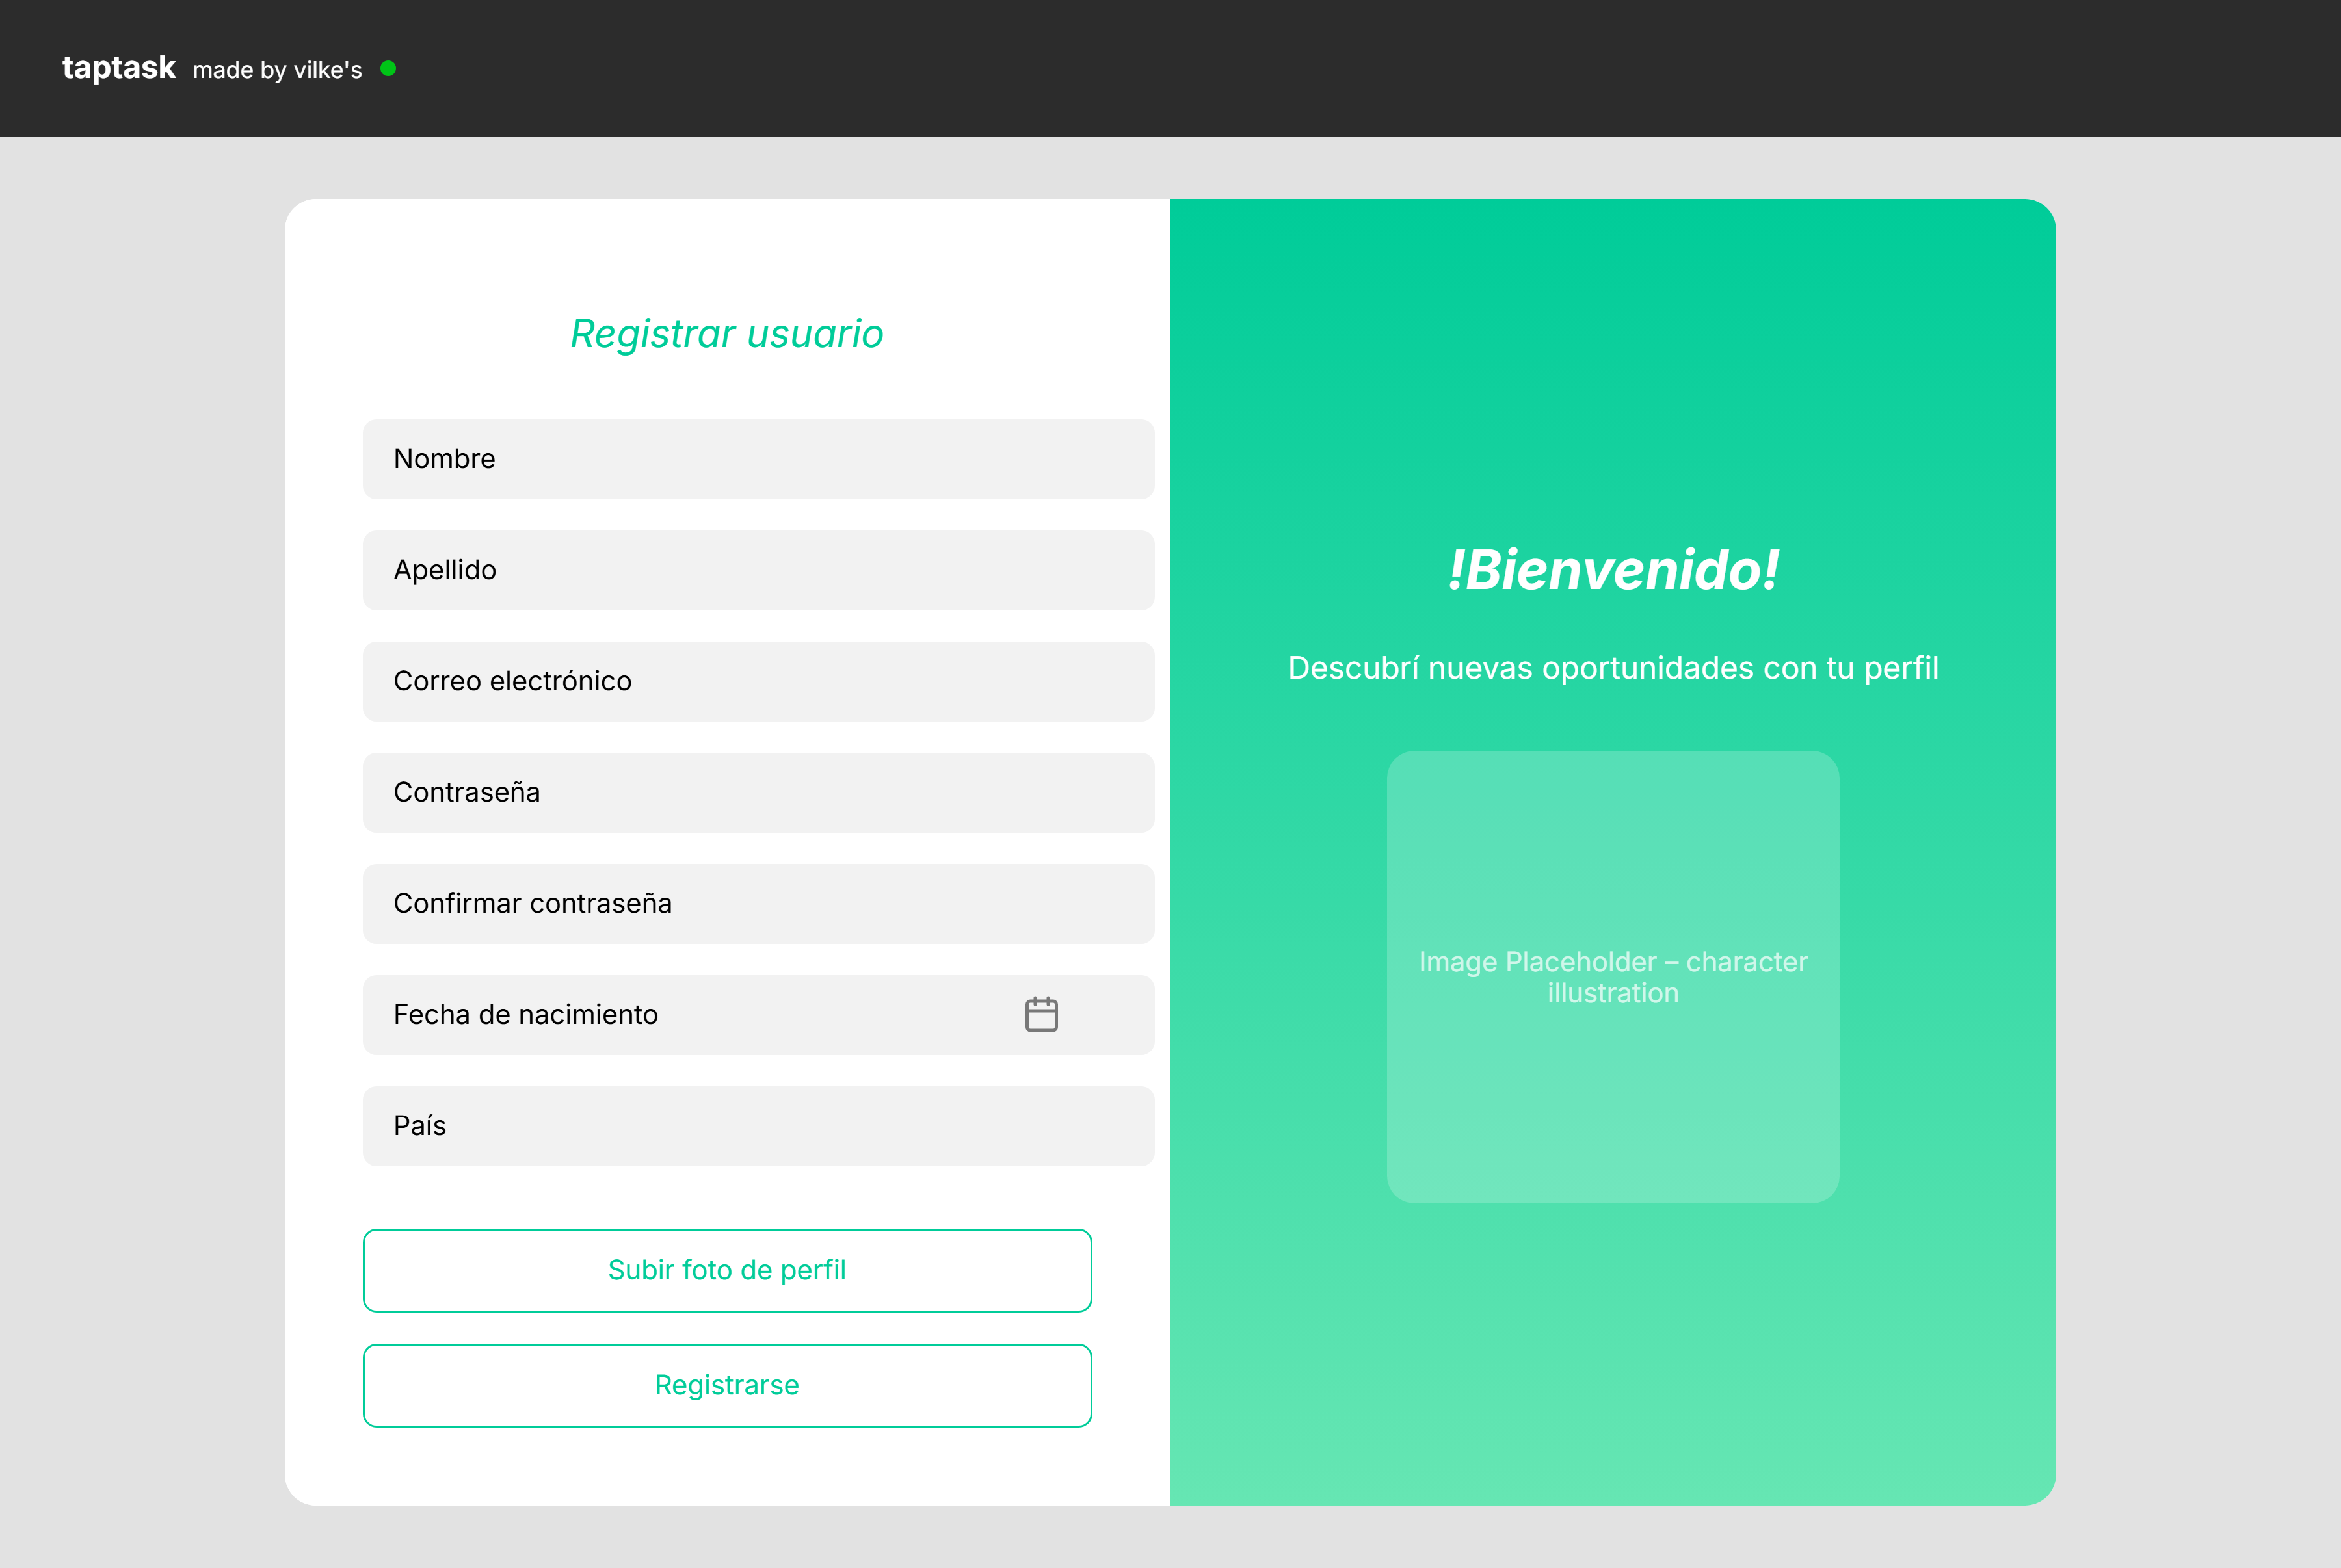 taptask made by vilke's
Registrar usuario
Nombre
Apellido
Correo electrónico
Contraseña
Confirmar contraseña
Fecha de nacimiento
País
Subir foto de perfil
Registrarse
!Bienvenido!
Descubrí nuevas oportunidades con tu perfil
Image Placeholder – character
illustration